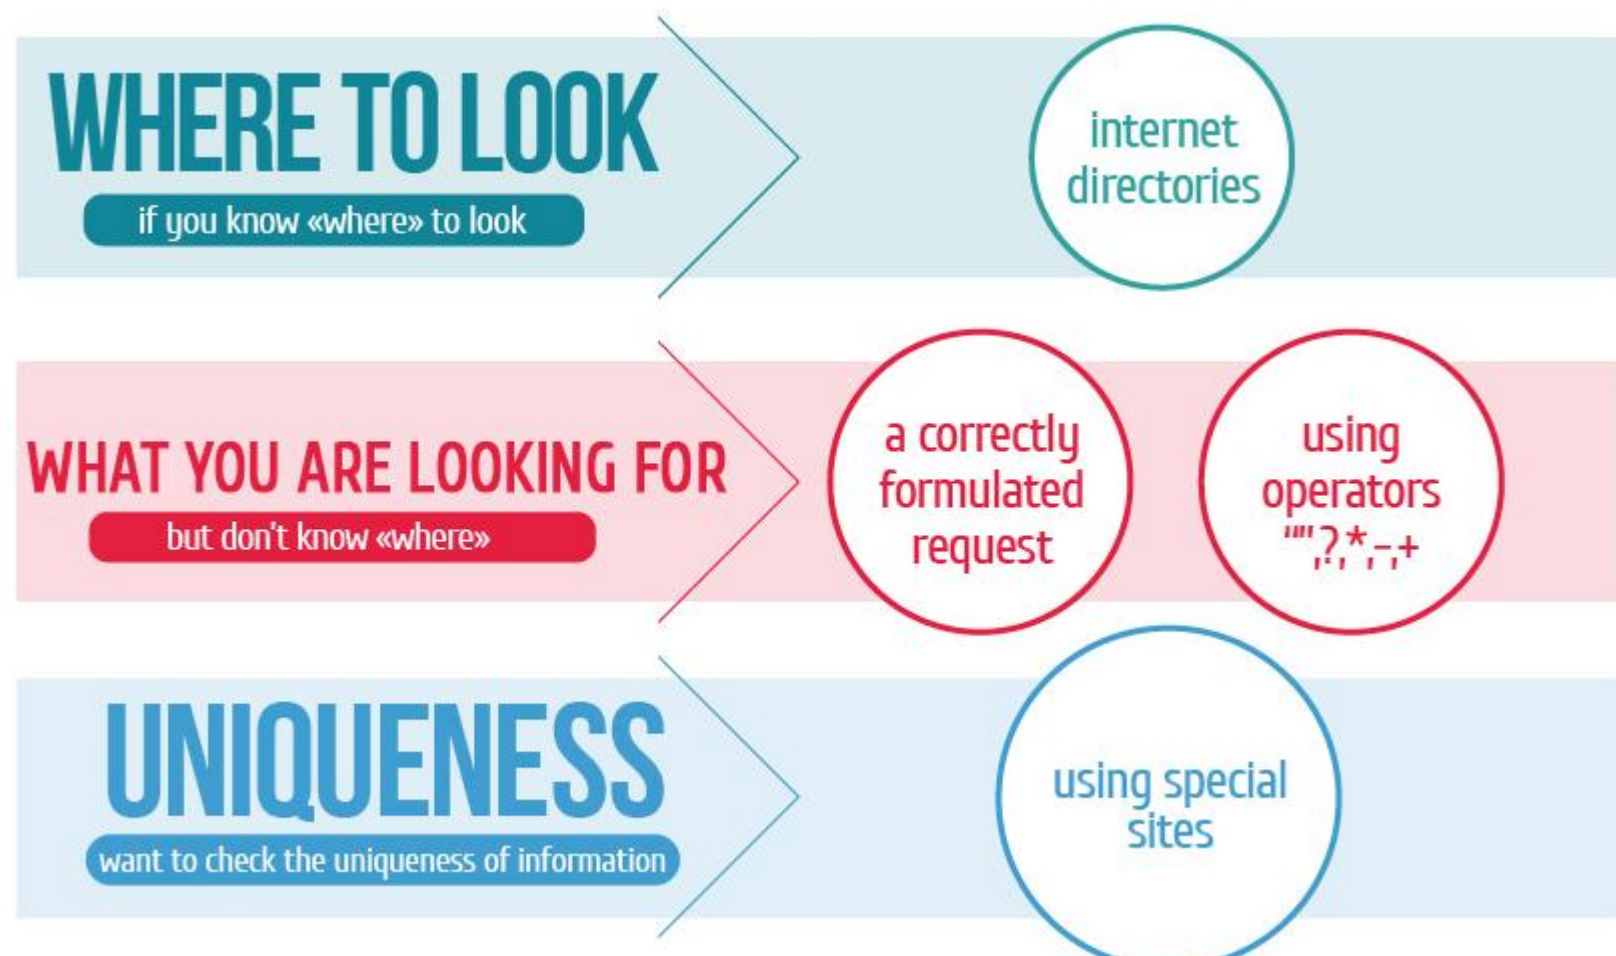 WHERE TO LOOK
if you know «where» to look
internet
directories
WHAT YOU ARE LOOKING FOR
but don't know «where»
a correctly
formulated
request
using
operators
“”,?,*,-,+
UNIQUENESS
want to check the uniqueness of information
using special
sites